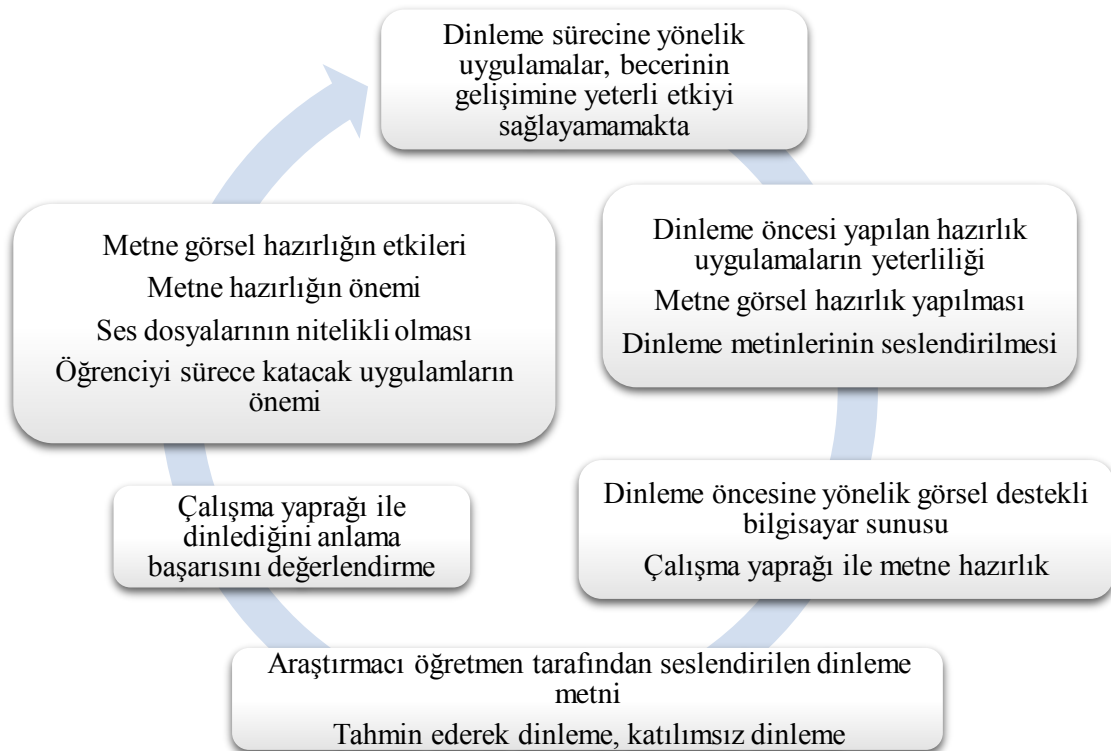 Dinleme sürecine yönelik
uygulamalar, becerinin
gelişimine yeterli etkiyi
sağlayamamakta
Dinleme öncesi yapılan hazırlık
uygulamaların yeterliliği
Metne görsel hazırlık yapılması
Dinleme metinlerinin seslendirilmesi
Dinleme öncesine yönelik görsel destekli
bilgisayar sunusu
Çalışma yaprağı ile metne hazırlık
Araştırmacı öğretmen tarafından seslendirilen dinleme
metni
Tahmin ederek dinleme, katılımsız dinleme
Çalışma yaprağı ile
dinlediğini anlama
başarısını değerlendirme
Metne görsel hazırlığın etkileri
Metne hazırlığın önemi
Ses dosyalarının nitelikli olması
Öğrenciyi sürece katacak uygulamların
önemi